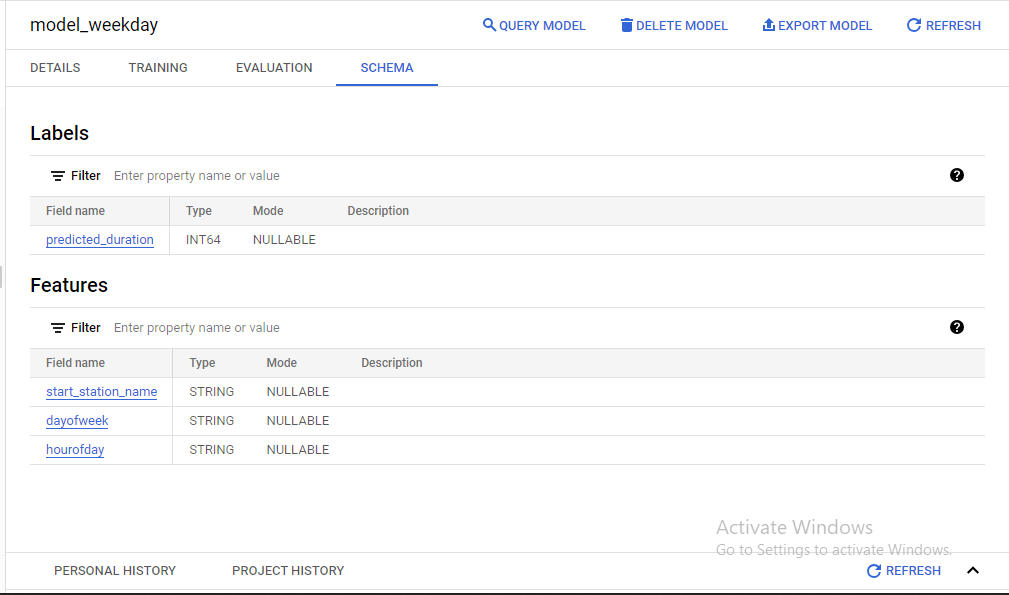 model_weekday QUERY MODEL DELETE MODEL EXPORT MODEL REFRESH
DETAILS TRAINING EVALUATION SCHEMA
Labels
Filter Enter property name or value
Field name Type Mode Description
predicted_duration INT64 NULLABLE
Features
Filter Enter property name or value
Field name Type Mode Description
start_station_name STRING NULLABLE
dayofweek STRING NULLABLE
hourofday STRING NULLABLE
Activate Windows
Go to Settings to activate Windows.
PERSONAL HISTORY PROJECT HISTORY REFRESH